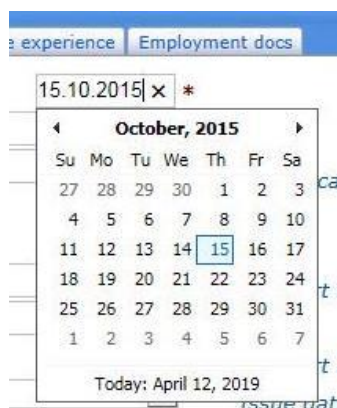 e experience Employment docs
15.10.2015 × *
October, 2015
Su Mo Tu We Th Fr Sa
27 28 29 30 1 2 3
4 5 6 7 8 9 10
11 12 13 14 15 16 17
18 19 20 21 22 23 24
25 26 27 28 29 30 31
1 2 3 4 5 6 7
Today: April 12, 2019